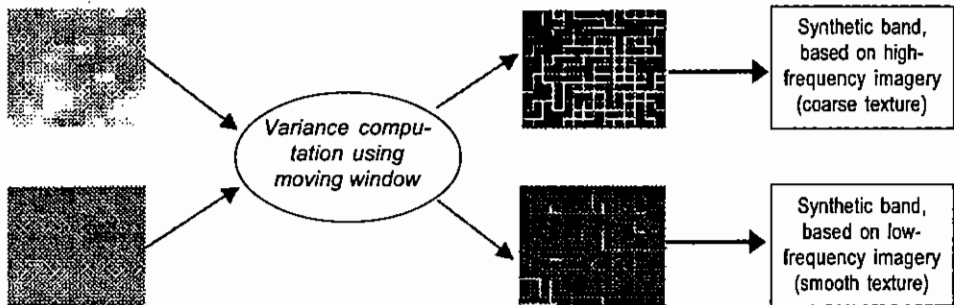 Synthetic band,
based on high-
frequency imagery
(coarse texture)
Variance compu-
tation using
moving window
Synthetic band,
based on low-
frequency imagery
(smooth texture)